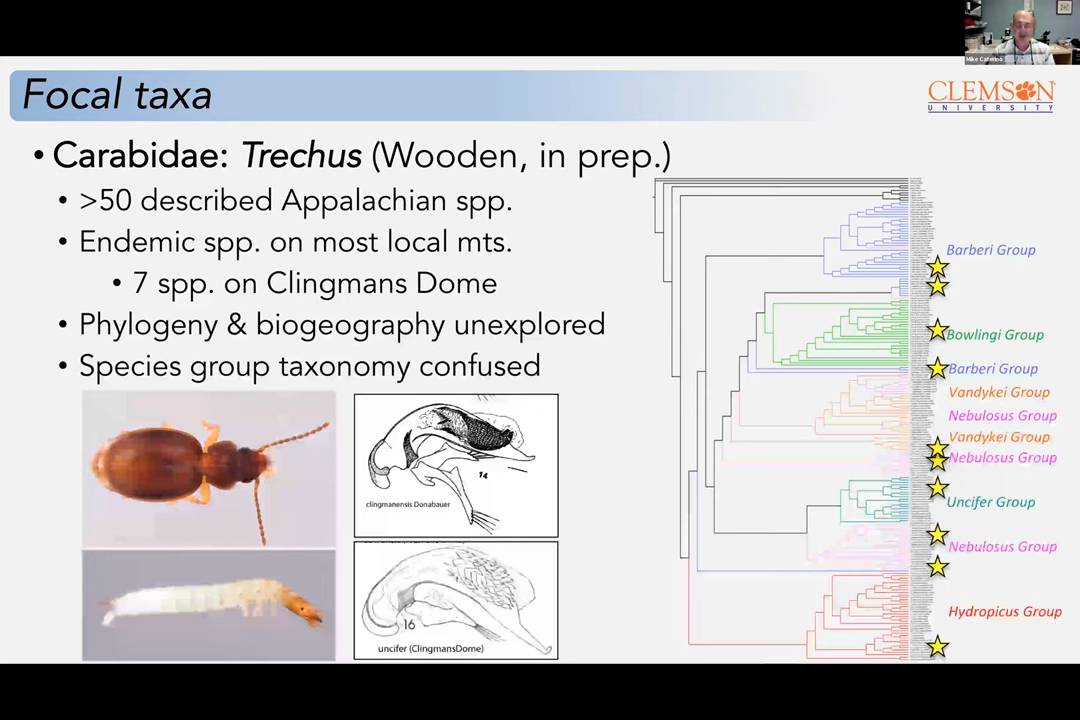 Mike Caterino
Focal taxa
CLEMSON
UNIVERSITY
• Carabidae: Trechus (Wooden, in prep.)
• >50 described Appalachian spp.
• Endemic spp. on most local mts.
• 7 spp. on Clingmans Dome
• Phylogeny & biogeography unexplored
• Species group taxonomy confused
14
clingmanensis Donabauer
16
uncifer (ClingmansDome)
Barberi Group
Bowlingi Group
Barberi Group
Vandykei Group
Nebulosus Group
Vandykei Group
Nebulosus Group
Uncifer Group
Nebulosus Group
Hydropicus Group